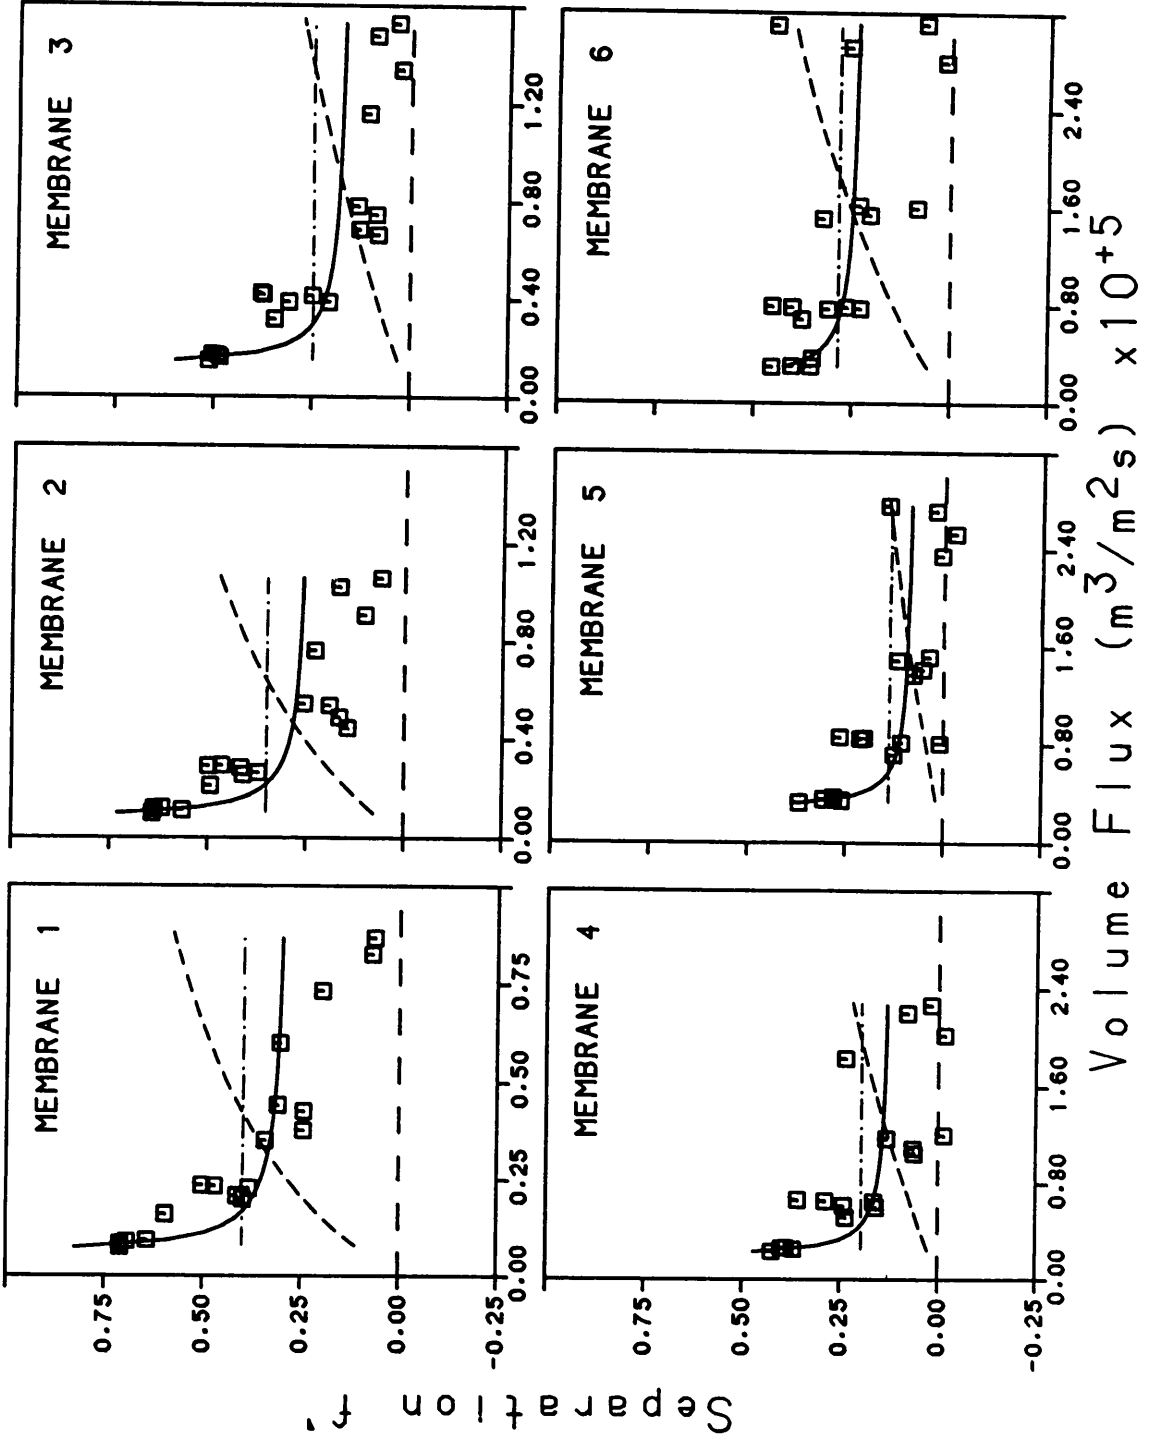 MEMBRANE 1
MEMBRANE 2
MEMBRANE 3
0.75
0.50
0.25
0.00
-0.25
0.00 0.25 0.50 0.75
0.00 0.40 0.80 1.20
0.00 0.40 0.80 1.20
MEMBRANE 4
MEMBRANE 5
MEMBRANE 6
0.75
0.50
0.25
0.00
-0.25
0.00 0.80 1.60 2.40
0.00 0.80 1.60 2.40
0.00 0.80 1.60 2.40
Separation f'
Volume Flux (m³/m²s) x10⁺⁵